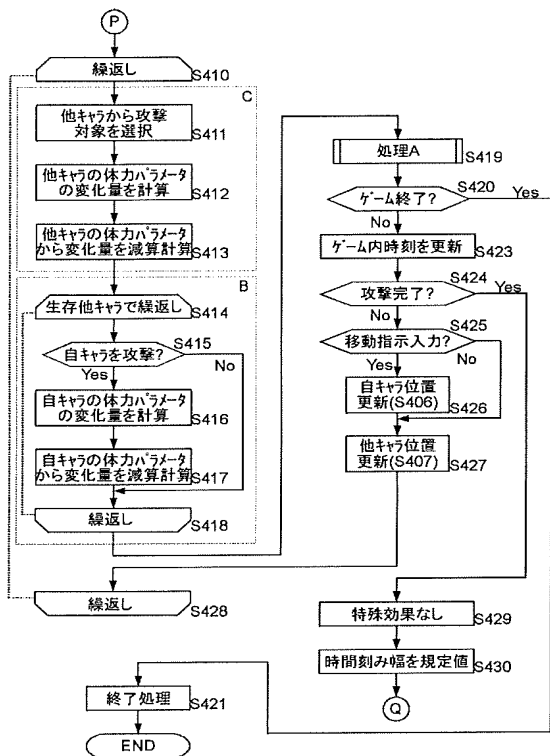 P
繰返し
S410
C
他キャラから攻撃
対象を選択
S411
他キャラの体力パラメータ
の変化量を計算
S412
他キャラの体力パラメータ
から変化量を減算計算
S413
B
生存他キャラで繰返し
S414
自キャラを攻撃?
S415
Yes
No
自キャラの体力パラメータ
の変化量を計算
S416
自キャラの体力パラメータ
から変化量を減算計算
S417
繰返し
S418
繰返し
S428
処理A
S419
ゲーム終了?
S420
Yes
No
ゲーム内時刻を更新
S423
攻撃完了?
S424
Yes
No
移動指示入力?
S425
Yes
No
自キャラ位置
更新(S406)
S426
他キャラ位置
更新(S407)
S427
特殊効果なし
S429
時間刻み幅を規定値
S430
Q
終了処理
S421
END